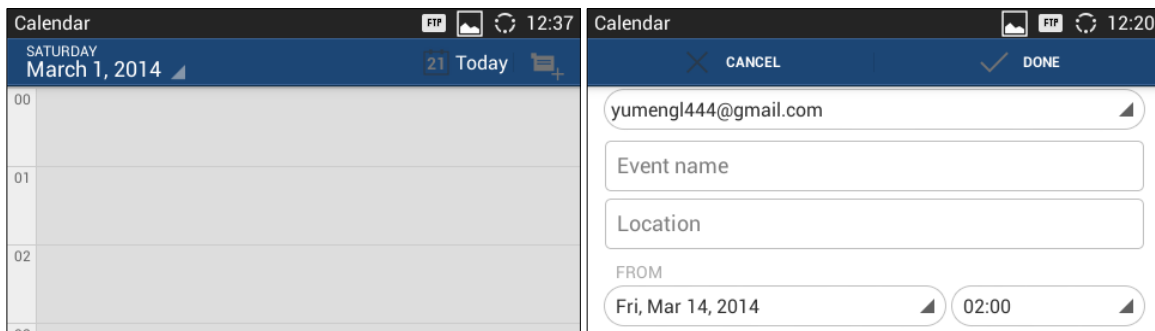 Calendar FTP 12:37
SATURDAY
March 1, 2014 21 Today
00
01
02
Calendar FTP 12:20
CANCEL DONE
yumengl444@gmail.com
Event name
Location
FROM
Fri, Mar 14, 2014 02:00